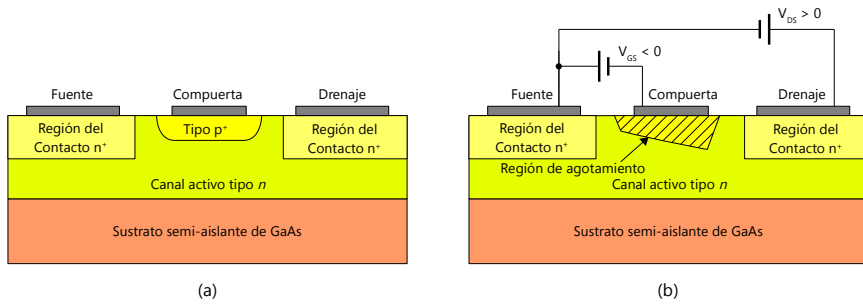 Fuente
Compuerta
Drenaje
Región del
Contacto n⁺
Tipo p⁺
Región del
Contacto n⁺
Canal activo tipo n
Sustrato semi-aislante de GaAs
(a)
V_DS > 0
V_GS < 0
Fuente
Compuerta
Drenaje
Región del
Contacto n⁺
Región del
Contacto n⁺
Región de agotamiento
Canal activo tipo n
Sustrato semi-aislante de GaAs
(b)